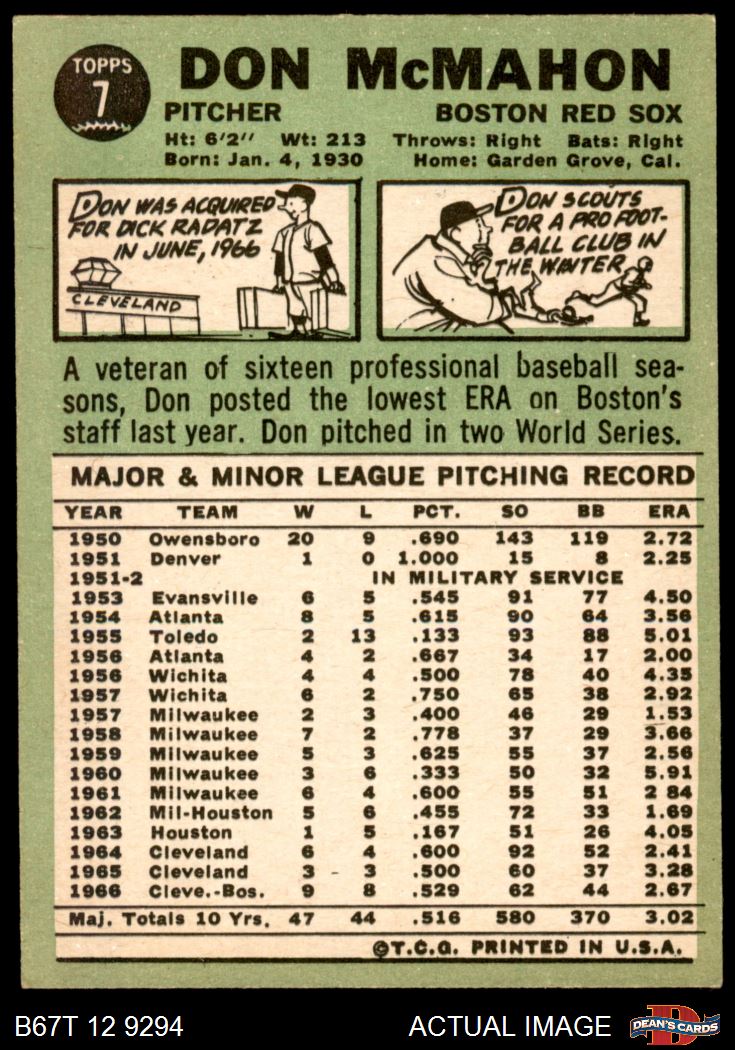 TOPPS
7
DON McMAHON
PITCHER BOSTON RED SOX
Ht: 6'2" Wt: 213 Throws: Right Bats: Right
Born: Jan. 4, 1930 Home: Garden Grove, Cal.
DON WAS ACQUIRED
FOR DICK RADATZ
IN JUNE, 1966
CLEVELAND
DON SCOUTS
FOR A PRO FOOT-
BALL CLUB IN
THE WINTER
A veteran of sixteen professional baseball sea-
sons, Don posted the lowest ERA on Boston's
staff last year. Don pitched in two World Series.
MAJOR & MINOR LEAGUE PITCHING RECORD
YEAR TEAM W L PCT. SO BB ERA
1950 Owensboro 20 9 .690 143 119 2.72
1951 Denver 1 0 1.000 15 8 2.25
1951-2 IN MILITARY SERVICE
1953 Evansville 6 5 .545 91 77 4.50
1954 Atlanta 8 5 .615 90 64 3.56
1955 Toledo 2 13 .133 93 88 5.01
1956 Atlanta 4 2 .667 34 17 2.00
1956 Wichita 4 4 .500 78 40 4.35
1957 Wichita 6 2 .750 65 38 2.92
1957 Milwaukee 2 3 .400 46 29 1.53
1958 Milwaukee 7 2 .778 37 29 3.66
1959 Milwaukee 5 3 .625 55 37 2.56
1960 Milwaukee 3 6 .333 50 32 5.91
1961 Milwaukee 6 4 .600 55 51 2 84
1962 Mil-Houston 5 6 .455 72 33 1.69
1963 Houston 1 5 .167 51 26 4.05
1964 Cleveland 6 4 .600 92 52 2.41
1965 Cleveland 3 3 .500 60 37 3.28
1966 Cleve.-Bos. 9 8 .529 62 44 2.67
Maj. Totals 10 Yrs. 47 44 .516 580 370 3.02
©T.C.G. PRINTED IN U.S.A.
B67T 12 9294 ACTUAL IMAGE DEAN'S CARDS